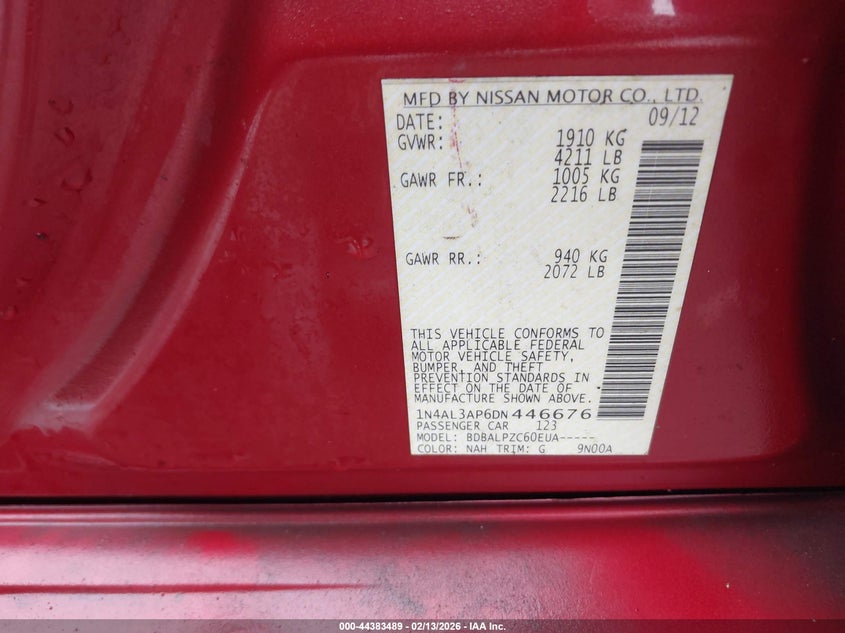 MFD BY NISSAN MOTOR CO., LTD.
DATE: 09/12
GVWR: 1910 KG
4211 LB
GAWR FR.: 1005 KG
2216 LB
GAWR RR.: 940 KG
2072 LB
THIS VEHICLE CONFORMS TO
ALL APPLICABLE FEDERAL
MOTOR VEHICLE SAFETY,
BUMPER, AND THEFT
PREVENTION STANDARDS IN
EFFECT ON THE DATE OF
MANUFACTURE SHOWN ABOVE.
1N4AL3AP6DN446676
PASSENGER CAR 123
MODEL: BDBALPZC60EUA-----
COLOR: NAH TRIM: G 9N00A
000-44383489 - 02/13/2026 - IAA Inc.